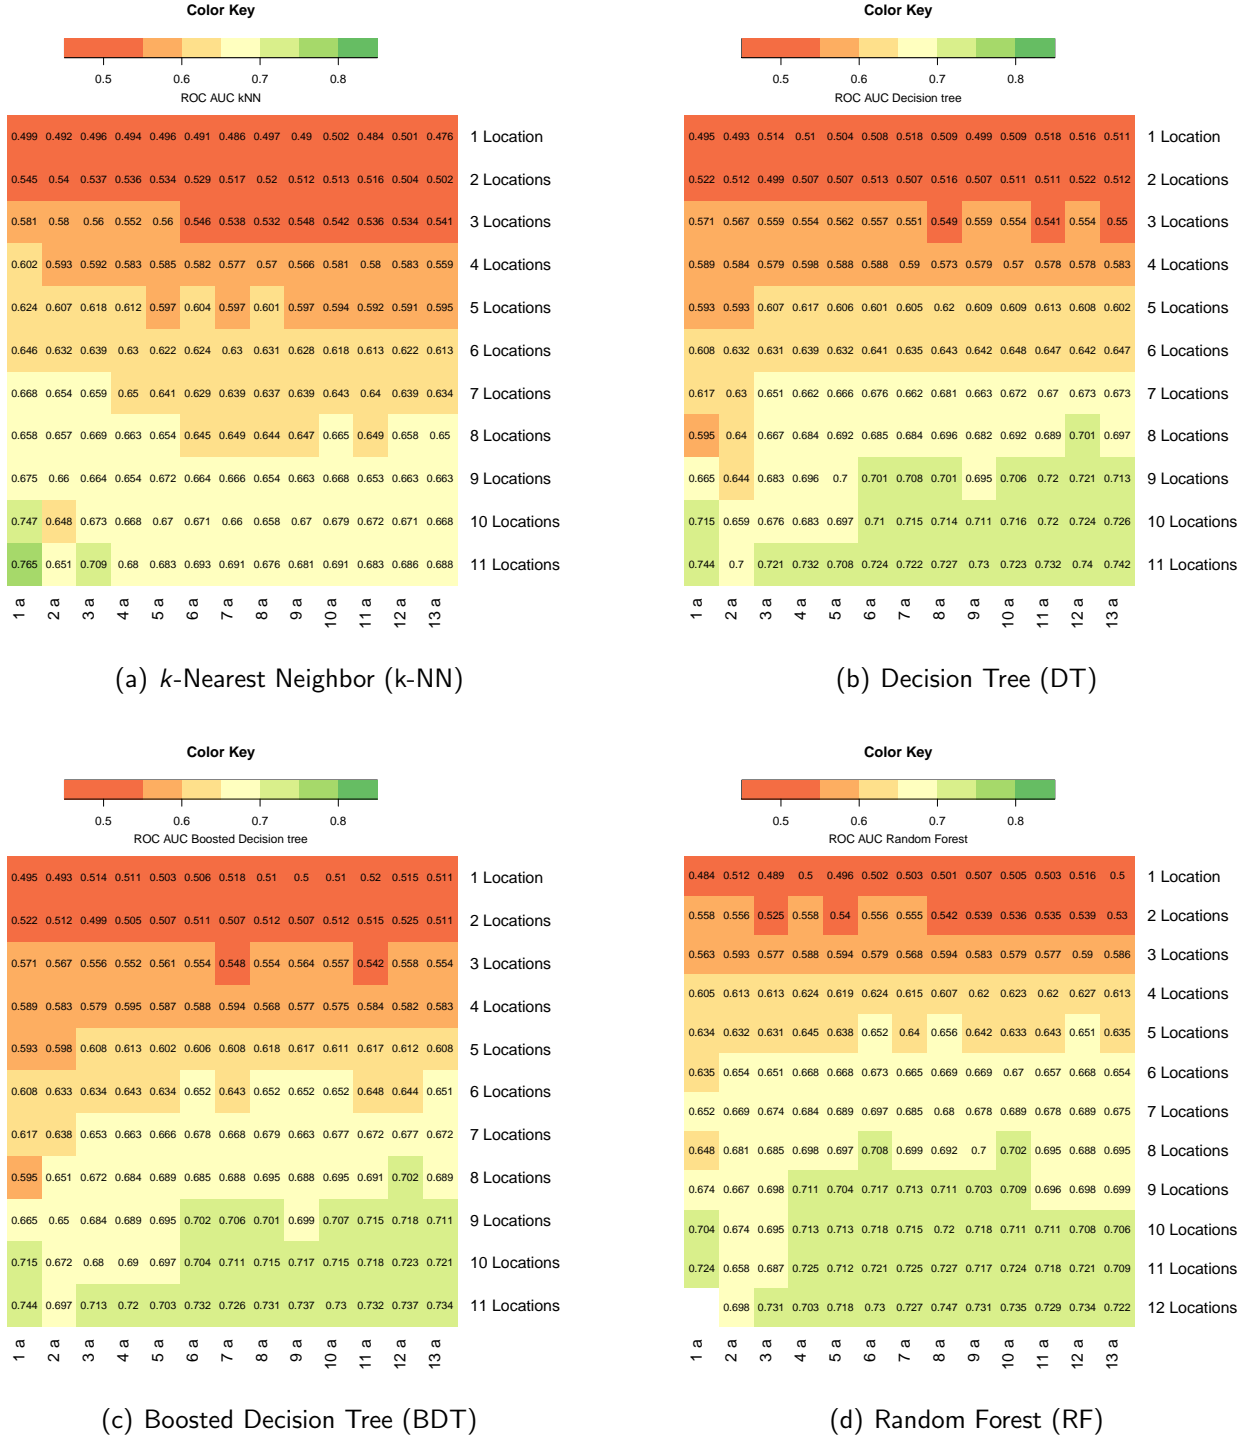 Color Key
0.5 0.6 0.7 0.8
ROC AUC kNN
0.499 0.492 0.496 0.494 0.496 0.491 0.486 0.497 0.49 0.502 0.484 0.501 0.476 1 Location
0.545 0.54 0.537 0.536 0.534 0.529 0.517 0.52 0.512 0.513 0.516 0.504 0.502 2 Locations
0.581 0.58 0.56 0.552 0.56 0.546 0.538 0.532 0.548 0.542 0.536 0.534 0.541 3 Locations
0.602 0.593 0.592 0.583 0.585 0.582 0.577 0.57 0.566 0.581 0.58 0.583 0.559 4 Locations
0.624 0.607 0.618 0.612 0.597 0.604 0.597 0.601 0.597 0.594 0.592 0.591 0.595 5 Locations
0.646 0.632 0.639 0.63 0.622 0.624 0.63 0.631 0.628 0.618 0.613 0.622 0.613 6 Locations
0.668 0.654 0.659 0.65 0.641 0.629 0.639 0.637 0.639 0.643 0.64 0.639 0.634 7 Locations
0.658 0.657 0.669 0.663 0.654 0.645 0.649 0.644 0.647 0.665 0.649 0.658 0.65 8 Locations
0.675 0.66 0.664 0.654 0.672 0.664 0.666 0.654 0.663 0.668 0.653 0.663 0.663 9 Locations
0.747 0.648 0.673 0.668 0.67 0.671 0.66 0.658 0.67 0.679 0.672 0.671 0.668 10 Locations
0.765 0.651 0.709 0.68 0.683 0.693 0.691 0.676 0.681 0.691 0.683 0.686 0.688 11 Locations
1 a 2 a 3 a 4 a 5 a 6 a 7 a 8 a 9 a 10 a 11 a 12 a 13 a
(a) k-Nearest Neighbor (k-NN)
Color Key
0.5 0.6 0.7 0.8
ROC AUC Decision tree
0.495 0.493 0.514 0.51 0.504 0.508 0.518 0.509 0.499 0.509 0.518 0.516 0.511 1 Location
0.522 0.512 0.499 0.507 0.507 0.513 0.507 0.516 0.507 0.511 0.511 0.522 0.512 2 Locations
0.571 0.567 0.559 0.554 0.562 0.557 0.551 0.549 0.559 0.554 0.541 0.554 0.55 3 Locations
0.589 0.584 0.579 0.598 0.588 0.588 0.59 0.573 0.579 0.57 0.578 0.578 0.583 4 Locations
0.593 0.593 0.607 0.617 0.606 0.601 0.605 0.62 0.609 0.609 0.613 0.608 0.602 5 Locations
0.608 0.632 0.631 0.639 0.632 0.641 0.635 0.643 0.642 0.648 0.647 0.642 0.647 6 Locations
0.617 0.63 0.651 0.662 0.666 0.676 0.662 0.681 0.663 0.672 0.67 0.673 0.673 7 Locations
0.595 0.64 0.667 0.684 0.692 0.685 0.684 0.696 0.682 0.692 0.689 0.701 0.697 8 Locations
0.665 0.644 0.683 0.696 0.7 0.701 0.708 0.701 0.695 0.706 0.72 0.721 0.713 9 Locations
0.715 0.659 0.676 0.683 0.697 0.71 0.715 0.714 0.711 0.716 0.72 0.724 0.726 10 Locations
0.744 0.7 0.721 0.732 0.708 0.724 0.722 0.727 0.73 0.723 0.732 0.74 0.742 11 Locations
1 a 2 a 3 a 4 a 5 a 6 a 7 a 8 a 9 a 10 a 11 a 12 a 13 a
(b) Decision Tree (DT)
Color Key
0.5 0.6 0.7 0.8
ROC AUC Boosted Decision tree
0.495 0.493 0.514 0.511 0.503 0.506 0.518 0.51 0.5 0.51 0.52 0.515 0.511 1 Location
0.522 0.512 0.499 0.505 0.507 0.511 0.507 0.512 0.507 0.512 0.515 0.525 0.511 2 Locations
0.571 0.567 0.556 0.552 0.561 0.554 0.548 0.554 0.564 0.557 0.542 0.558 0.554 3 Locations
0.589 0.583 0.579 0.595 0.587 0.588 0.594 0.568 0.577 0.575 0.584 0.582 0.583 4 Locations
0.593 0.598 0.608 0.613 0.602 0.606 0.608 0.618 0.617 0.611 0.617 0.612 0.608 5 Locations
0.608 0.633 0.634 0.643 0.634 0.652 0.643 0.652 0.652 0.652 0.648 0.644 0.651 6 Locations
0.617 0.638 0.653 0.663 0.666 0.678 0.668 0.679 0.663 0.677 0.672 0.677 0.672 7 Locations
0.595 0.651 0.672 0.684 0.689 0.685 0.688 0.695 0.688 0.695 0.691 0.702 0.689 8 Locations
0.665 0.65 0.684 0.689 0.695 0.702 0.706 0.701 0.699 0.707 0.715 0.718 0.711 9 Locations
0.715 0.672 0.68 0.69 0.697 0.704 0.711 0.715 0.717 0.715 0.718 0.723 0.721 10 Locations
0.744 0.697 0.713 0.72 0.703 0.732 0.726 0.731 0.737 0.73 0.732 0.737 0.734 11 Locations
1 a 2 a 3 a 4 a 5 a 6 a 7 a 8 a 9 a 10 a 11 a 12 a 13 a
(c) Boosted Decision Tree (BDT)
Color Key
0.5 0.6 0.7 0.8
ROC AUC Random Forest
0.484 0.512 0.489 0.5 0.496 0.502 0.503 0.501 0.507 0.505 0.503 0.516 0.5 1 Location
0.558 0.556 0.525 0.558 0.54 0.556 0.555 0.542 0.539 0.536 0.535 0.539 0.53 2 Locations
0.563 0.593 0.577 0.588 0.594 0.579 0.568 0.594 0.583 0.579 0.577 0.59 0.586 3 Locations
0.605 0.613 0.613 0.624 0.619 0.624 0.615 0.607 0.62 0.623 0.62 0.627 0.613 4 Locations
0.634 0.632 0.631 0.645 0.638 0.652 0.64 0.656 0.642 0.633 0.643 0.651 0.635 5 Locations
0.635 0.654 0.651 0.668 0.668 0.673 0.665 0.669 0.669 0.67 0.657 0.668 0.654 6 Locations
0.652 0.669 0.674 0.684 0.689 0.697 0.685 0.68 0.678 0.689 0.678 0.689 0.675 7 Locations
0.648 0.681 0.685 0.698 0.697 0.708 0.699 0.692 0.7 0.702 0.695 0.688 0.695 8 Locations
0.674 0.667 0.698 0.711 0.704 0.717 0.713 0.711 0.703 0.709 0.696 0.698 0.699 9 Locations
0.704 0.674 0.695 0.713 0.713 0.718 0.715 0.72 0.718 0.711 0.711 0.708 0.706 10 Locations
0.724 0.658 0.687 0.725 0.712 0.721 0.725 0.727 0.717 0.724 0.718 0.721 0.709 11 Locations
0.698 0.731 0.703 0.718 0.73 0.727 0.747 0.731 0.735 0.729 0.734 0.722 12 Locations
1 a 2 a 3 a 4 a 5 a 6 a 7 a 8 a 9 a 10 a 11 a 12 a 13 a
(d) Random Forest (RF)